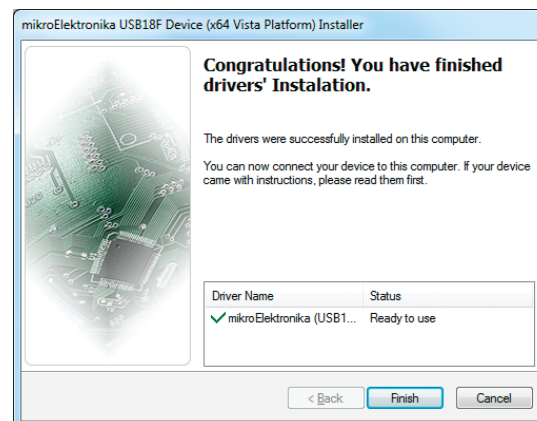 mikroElektronika USB18F Device (x64 Vista Platform) Installer
Congratulations! You have finished
drivers' Instalation.
The drivers were successfully installed on this computer.
You can now connect your device to this computer. If your device
came with instructions, please read them first.
Driver Name Status
mikroElektronika (USB1... Ready to use
< Back Finish Cancel